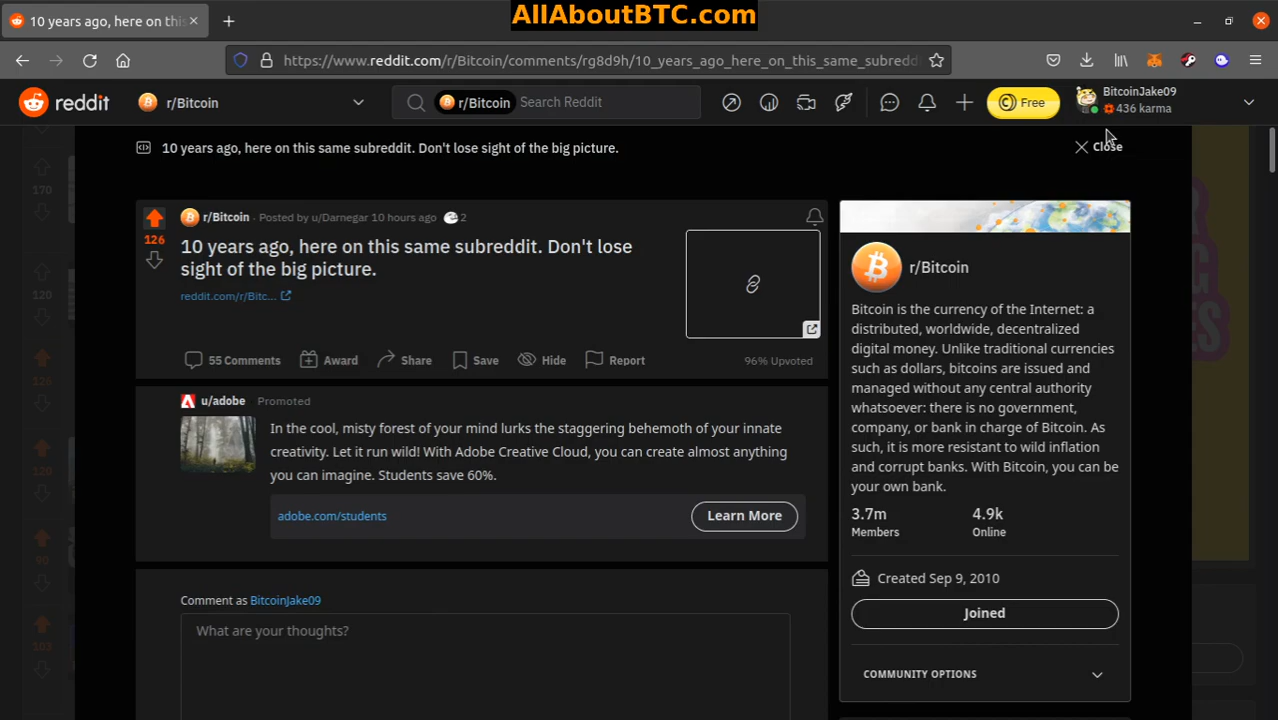 AllAboutBTC.com
10 years ago, here on this
https://www.reddit.com/r/Bitcoin/comments/rg8d9h/10_years_ago_here_on_this_same_subredd
reddit
r/Bitcoin
r/Bitcoin Search Reddit
Free
BitcoinJake09
436 karma
10 years ago, here on this same subreddit. Don't lose sight of the big picture.
Close
r/Bitcoin · Posted by u/Darnegar 10 hours ago 2
126
10 years ago, here on this same subreddit. Don't lose
sight of the big picture.
reddit.com/r/Bitc...
55 Comments Award Share Save Hide Report 96% Upvoted
u/adobe Promoted
In the cool, misty forest of your mind lurks the staggering behemoth of your innate
creativity. Let it run wild! With Adobe Creative Cloud, you can create almost anything
you can imagine. Students save 60%.
adobe.com/students
Learn More
Comment as BitcoinJake09
What are your thoughts?
r/Bitcoin
Bitcoin is the currency of the Internet: a
distributed, worldwide, decentralized
digital money. Unlike traditional currencies
such as dollars, bitcoins are issued and
managed without any central authority
whatsoever: there is no government,
company, or bank in charge of Bitcoin. As
such, it is more resistant to wild inflation
and corrupt banks. With Bitcoin, you can be
your own bank.
3.7m 4.9k
Members Online
Created Sep 9, 2010
Joined
COMMUNITY OPTIONS
170
120
126
120
90
103